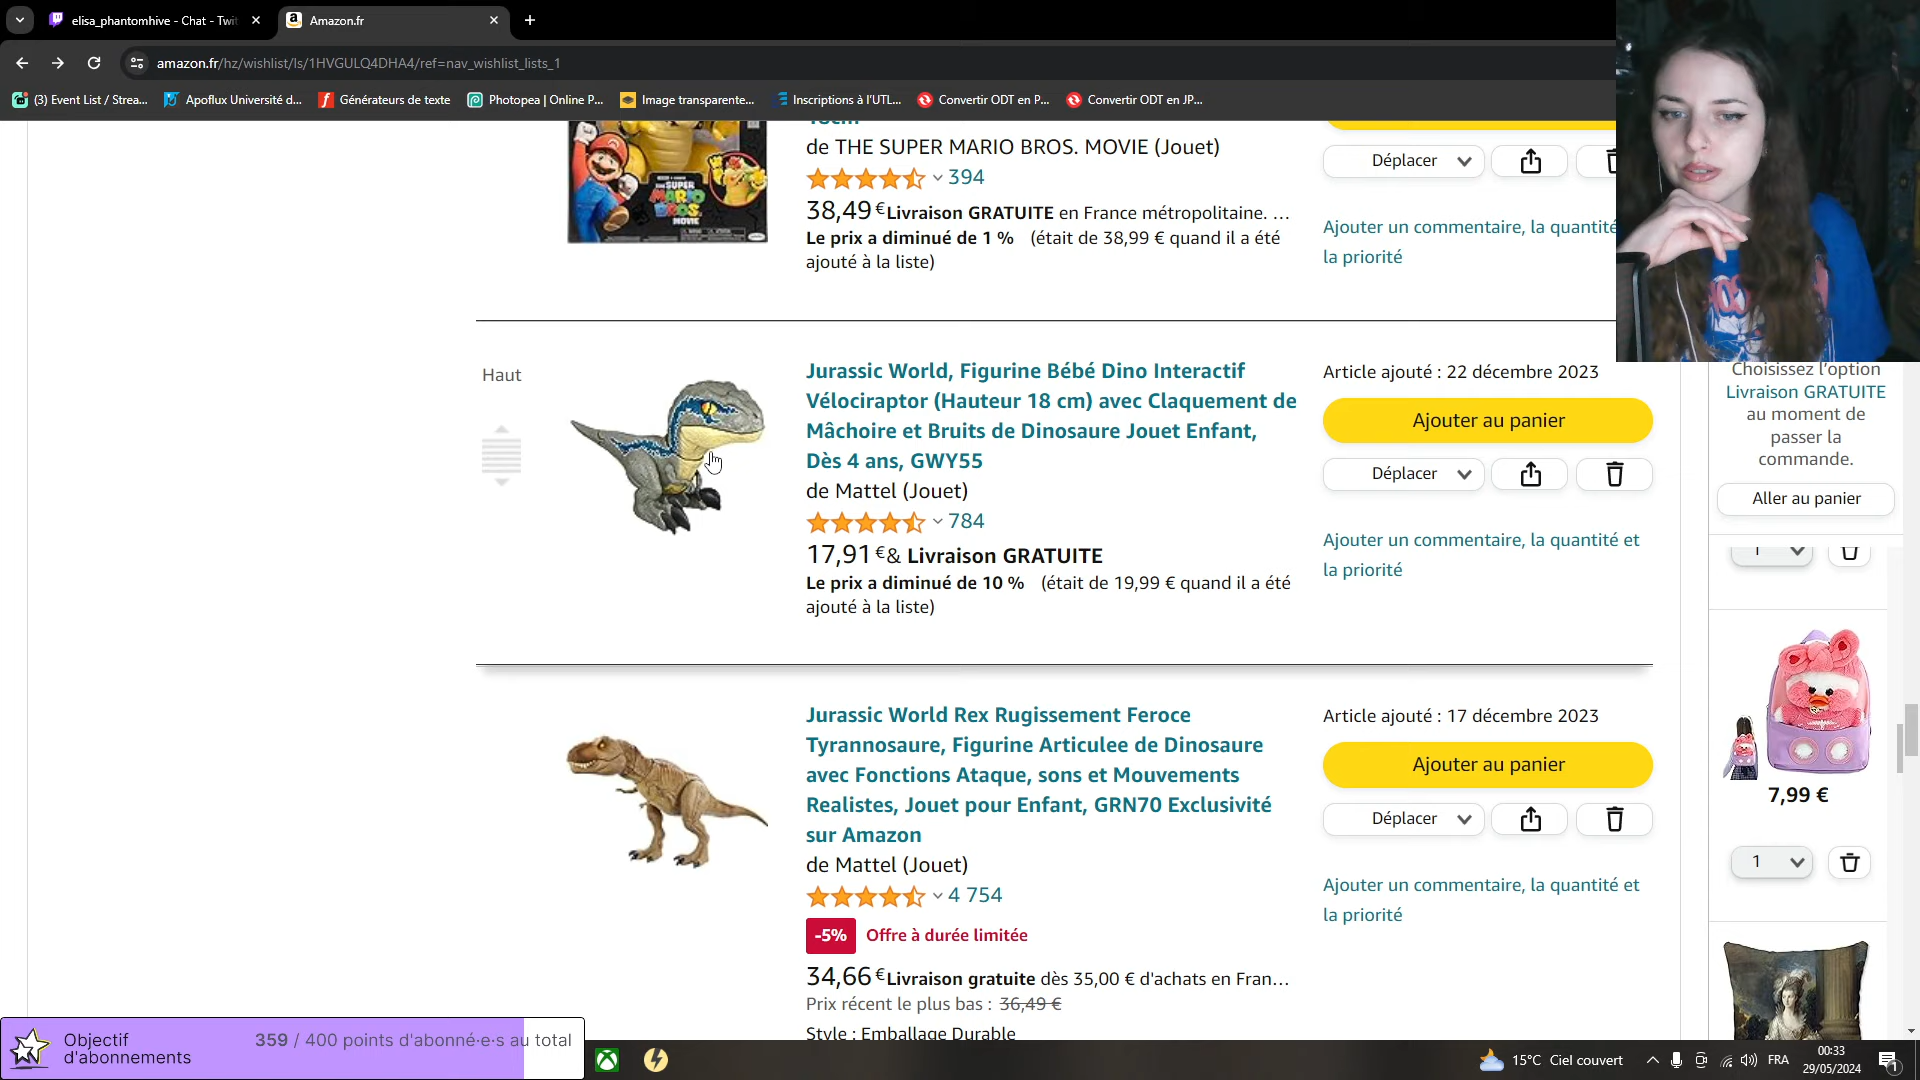 elisa_phantomhive - Chat - Twi
Amazon.fr
amazon.fr/hz/wishlist/ls/1HVGULQ4DHA4/ref=nav_wishlist_lists_1
(3) Event List / Strea...
Apoflux Université d...
Générateurs de texte
Photopea | Online P...
Image transparente...
Inscriptions à l'UTL...
Convertir ODT en P...
Convertir ODT en JP...
de THE SUPER MARIO BROS. MOVIE (Jouet)
394
38,49 € Livraison GRATUITE en France métropolitaine. ...
Le prix a diminué de 1 % (était de 38,99 € quand il a été
ajouté à la liste)
SUPER
MARIO
BROS.
MOVIE
Déplacer
Ajouter un commentaire, la quantité
la priorité
Haut
Jurassic World, Figurine Bébé Dino Interactif
Vélociraptor (Hauteur 18 cm) avec Claquement de
Mâchoire et Bruits de Dinosaure Jouet Enfant,
Dès 4 ans, GWY55
de Mattel (Jouet)
784
17,91 € & Livraison GRATUITE
Le prix a diminué de 10 % (était de 19,99 € quand il a été
ajouté à la liste)
Article ajouté : 22 décembre 2023
Ajouter au panier
Déplacer
Ajouter un commentaire, la quantité et
la priorité
Jurassic World Rex Rugissement Feroce
Tyrannosaure, Figurine Articulee de Dinosaure
avec Fonctions Ataque, sons et Mouvements
Realistes, Jouet pour Enfant, GRN70 Exclusivité
sur Amazon
de Mattel (Jouet)
4 754
-5% Offre à durée limitée
34,66 € Livraison gratuite dès 35,00 € d'achats en Fran...
Prix récent le plus bas : 36,49 €
Style : Emballage Durable
Article ajouté : 17 décembre 2023
Ajouter au panier
Déplacer
Ajouter un commentaire, la quantité et
la priorité
Choisissez l'option
Livraison GRATUITE
au moment de
passer la
commande.
Aller au panier
1
7,99 €
1
Objectif
d'abonnements
359 / 400 points d'abonné·e·s au total
15°C Ciel couvert
FRA
00:33
29/05/2024
1